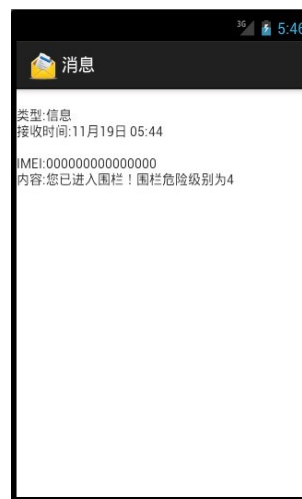 3G 5:46
消息
类型:信息
接收时间:11月19日 05:44
IMEI:000000000000000
内容:您已进入围栏！围栏危险级别为4